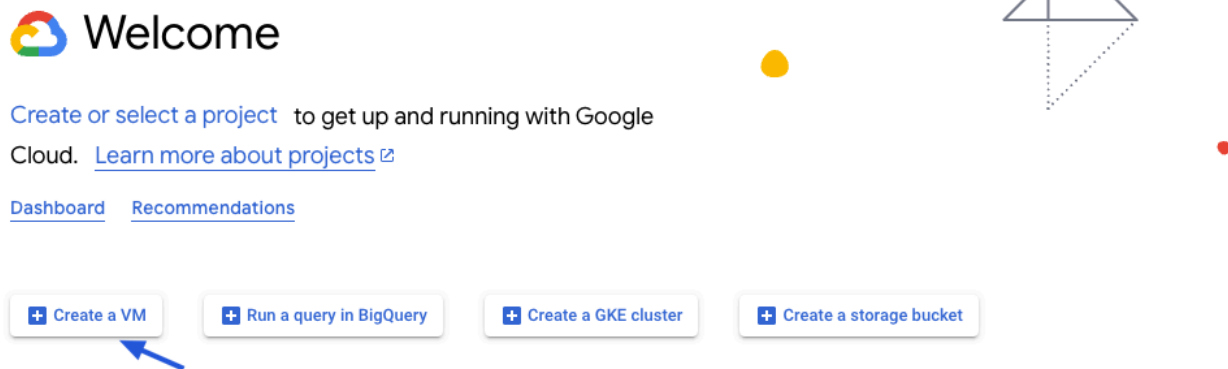 Welcome
Create or select a project to get up and running with Google
Cloud. Learn more about projects
Dashboard Recommendations
Create a VM Run a query in BigQuery Create a GKE cluster Create a storage bucket